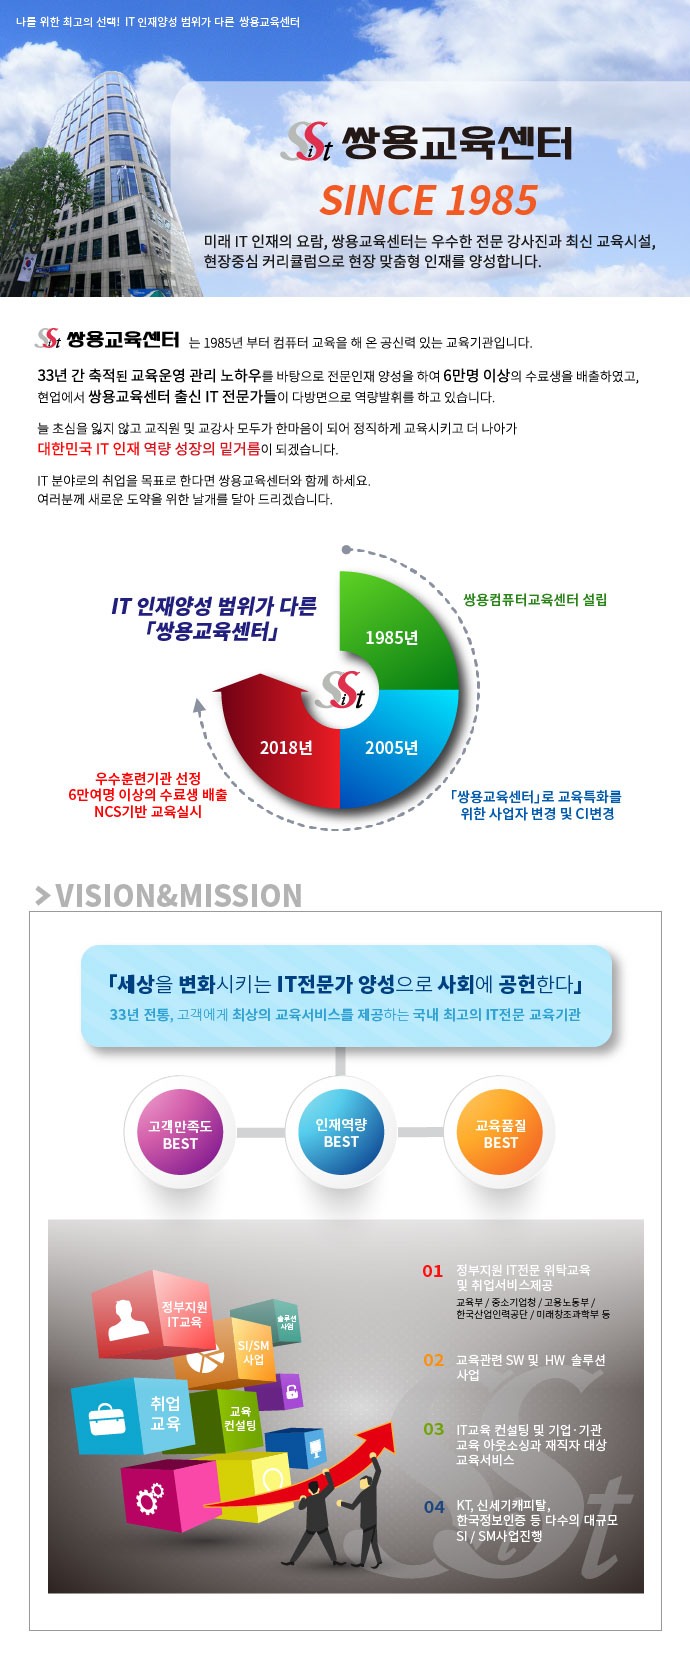 나를 위한 최고의 선택! IT 인재양성 범위가 다른 쌍용교육센터
SiSt 쌍용교육센터
SINCE 1985
미래 IT 인재의 요람, 쌍용교육센터는 우수한 전문 강사진과 최신 교육시설,
현장중심 커리큘럼으로 현장 맞춤형 인재를 양성합니다.
SiSt 쌍용교육센터 는 1985년 부터 컴퓨터 교육을 해 온 공신력 있는 교육기관입니다.
33년 간 축적된 교육운영 관리 노하우를 바탕으로 전문인재 양성을 하여 6만명 이상의 수료생을 배출하였고,
현업에서 쌍용교육센터 출신 IT 전문가들이 다방면으로 역량발휘를 하고 있습니다.
늘 초심을 잃지 않고 교직원 및 교강사 모두가 한마음이 되어 정직하게 교육시키고 더 나아가
대한민국 IT 인재 역량 성장의 밑거름이 되겠습니다.
IT 분야로의 취업을 목표로 한다면 쌍용교육센터와 함께 하세요.
여러분께 새로운 도약을 위한 날개를 달아 드리겠습니다.
IT 인재양성 범위가 다른
「쌍용교육센터」
쌍용컴퓨터교육센터 설립
1985년
SiSt
2018년
2005년
우수훈련기관 선정
6만여명 이상의 수료생 배출
NCS기반 교육실시
「쌍용교육센터」로 교육특화를
위한 사업자 변경 및 CI변경
> VISION&MISSION
「세상을 변화시키는 IT전문가 양성으로 사회에 공헌한다」
33년 전통, 고객에게 최상의 교육서비스를 제공하는 국내 최고의 IT전문 교육기관
고객만족도
BEST
인재역량
BEST
교육품질
BEST
정부지원
IT교육
솔루션
사업
SI/SM
사업
취업
교육
교육
컨설팅
01 정부지원 IT전문 위탁교육
및 취업서비스제공
교육부 / 중소기업청 / 고용노동부 /
한국산업인력공단 / 미래창조과학부 등
02 교육관련 SW 및 HW 솔루션
사업
03 IT교육 컨설팅 및 기업·기관
교육 아웃소싱과 재직자 대상
교육서비스
04 KT, 신세기캐피탈,
한국정보인증 등 다수의 대규모
SI / SM사업진행
SiSt